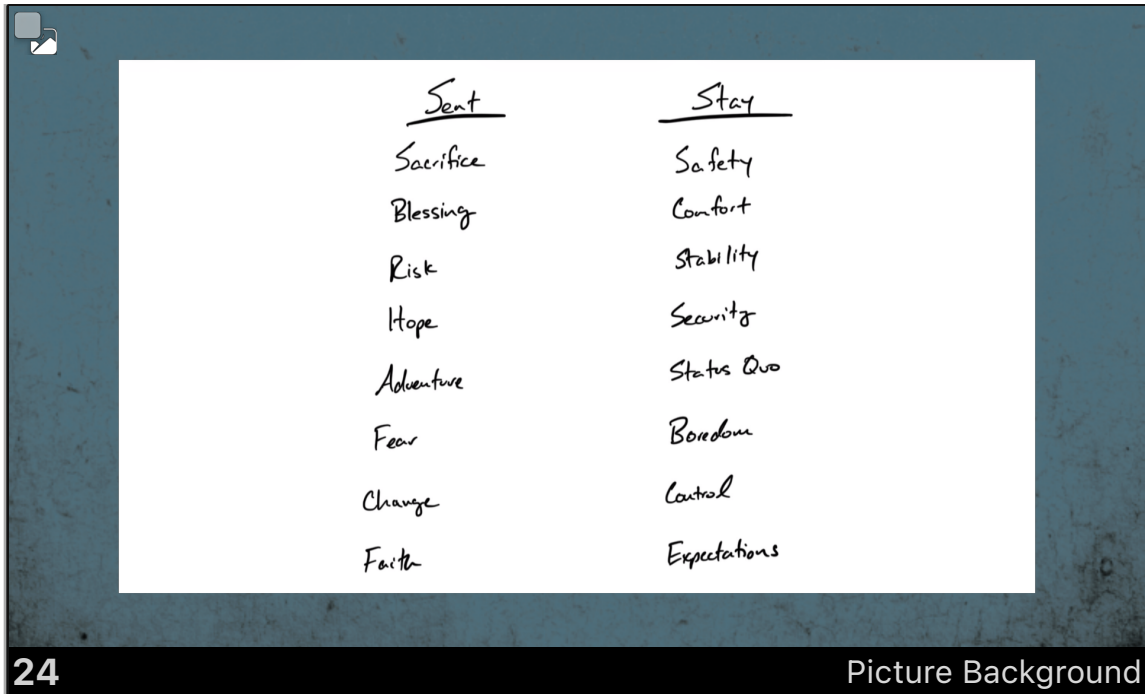 Sent Stay
Sacrifice Safety
Blessing Comfort
Risk Stability
Hope Security
Adventure Status Quo
Fear Boredom
Change Control
Faith Expectations
24 Picture Background